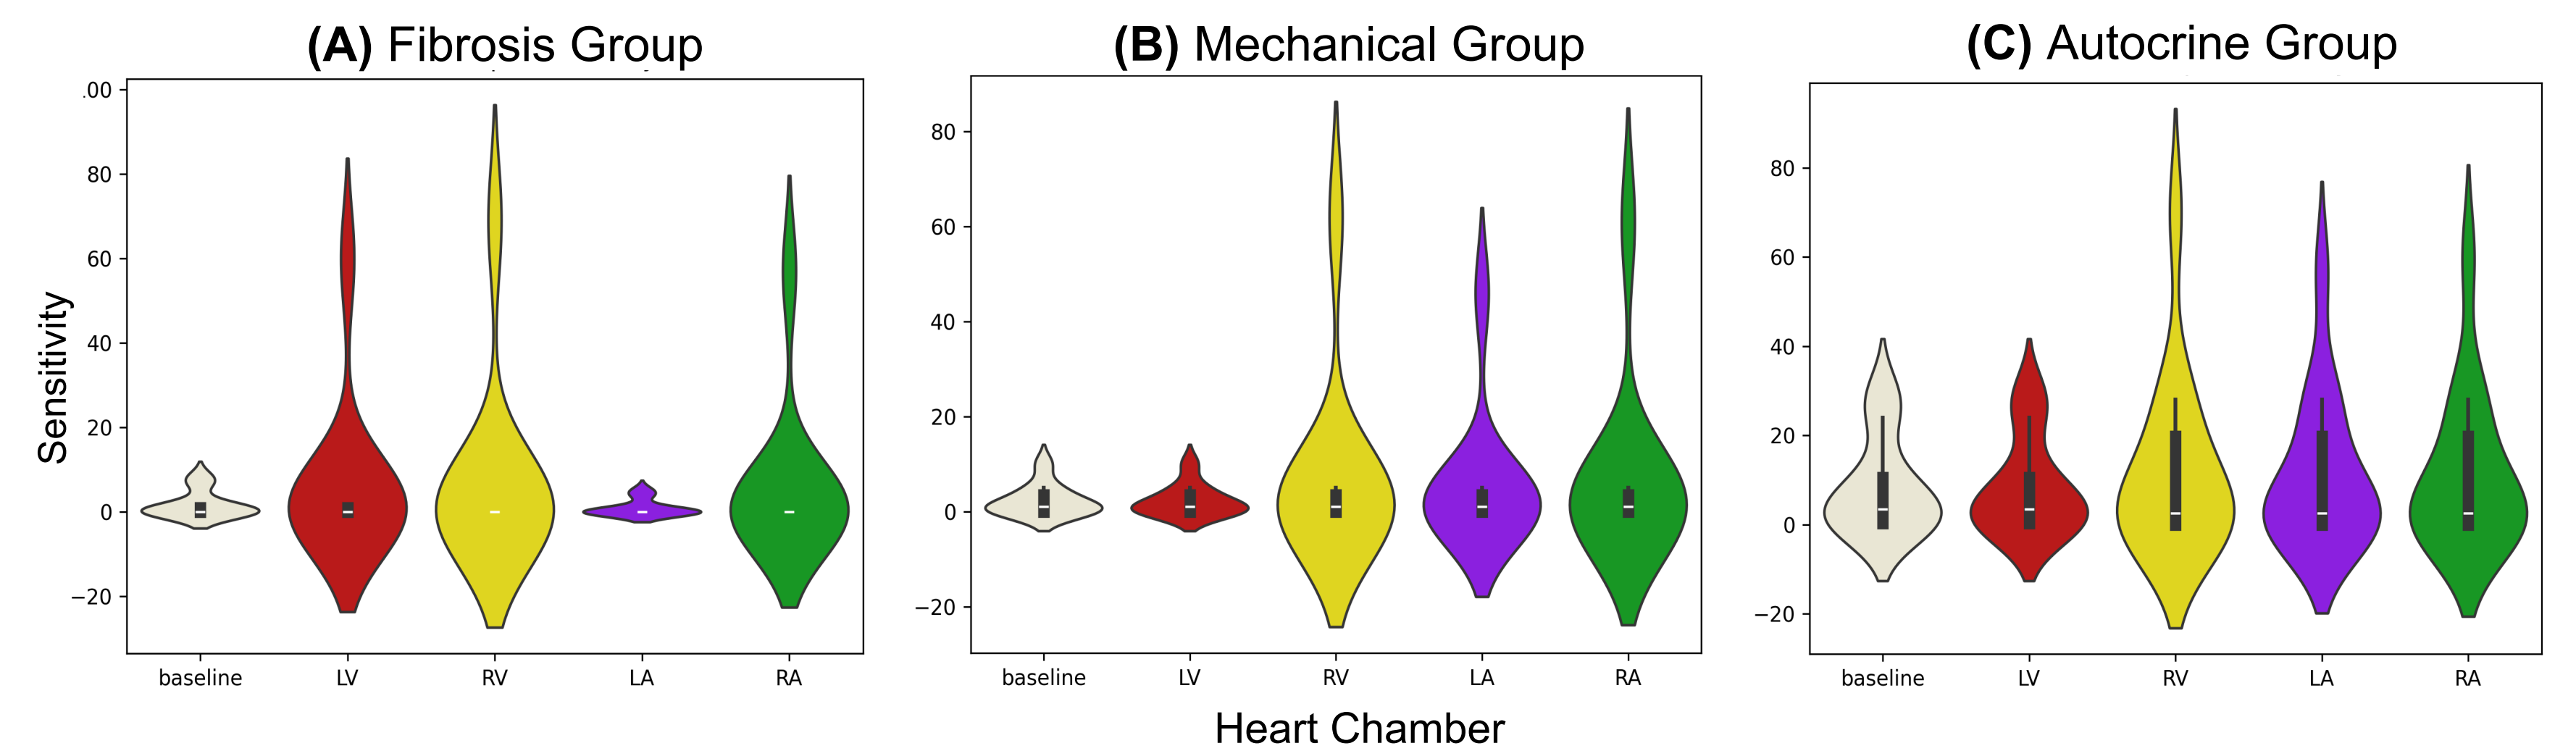 (A) Fibrosis Group
(B) Mechanical Group
(C) Autocrine Group
Sensitivity
.00
80
60
40
20
0
−20
baseline LV RV LA RA
80
60
40
20
0
−20
baseline LV RV LA RA
80
60
40
20
0
−20
baseline LV RV LA RA
Heart Chamber